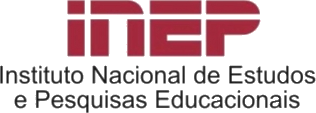 inep
Instituto Nacional de Estudos
e Pesquisas Educacionais